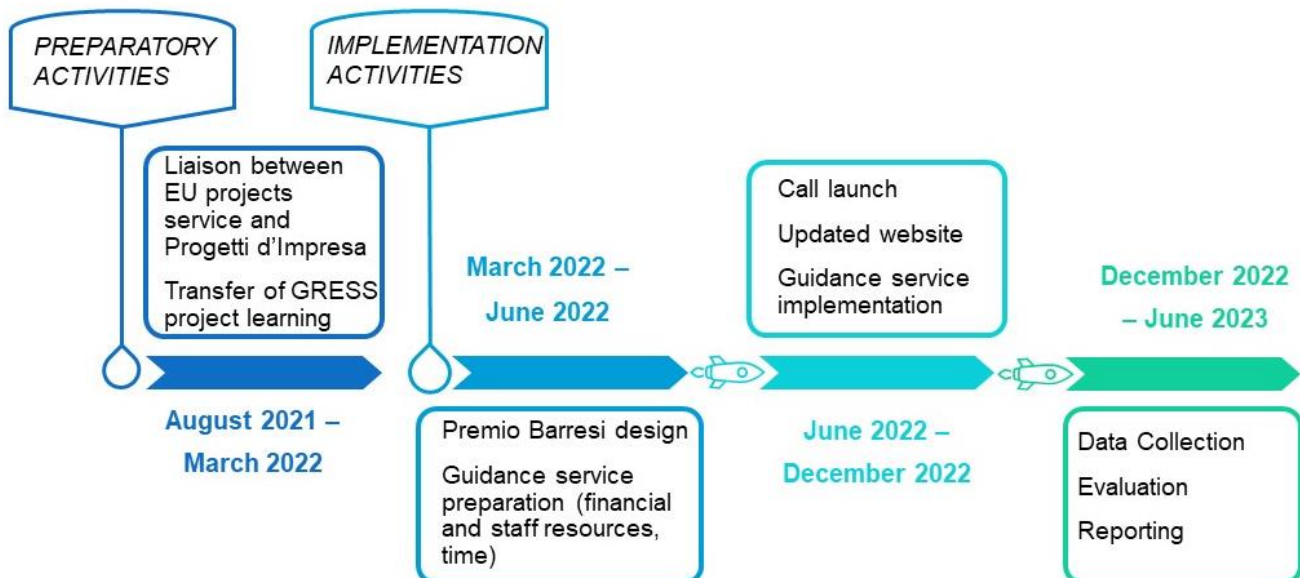 PREPARATORY
ACTIVITIES
IMPLEMENTATION
ACTIVITIES
Liaison between
EU projects
service and
Progetti d’Impresa
Transfer of GRESS
project learning
August 2021 –
March 2022
March 2022 –
June 2022
Premio Barresi design
Guidance service
preparation (financial
and staff resources,
time)
Call launch
Updated website
Guidance service
implementation
June 2022 –
December 2022
December 2022
– June 2023
Data Collection
Evaluation
Reporting